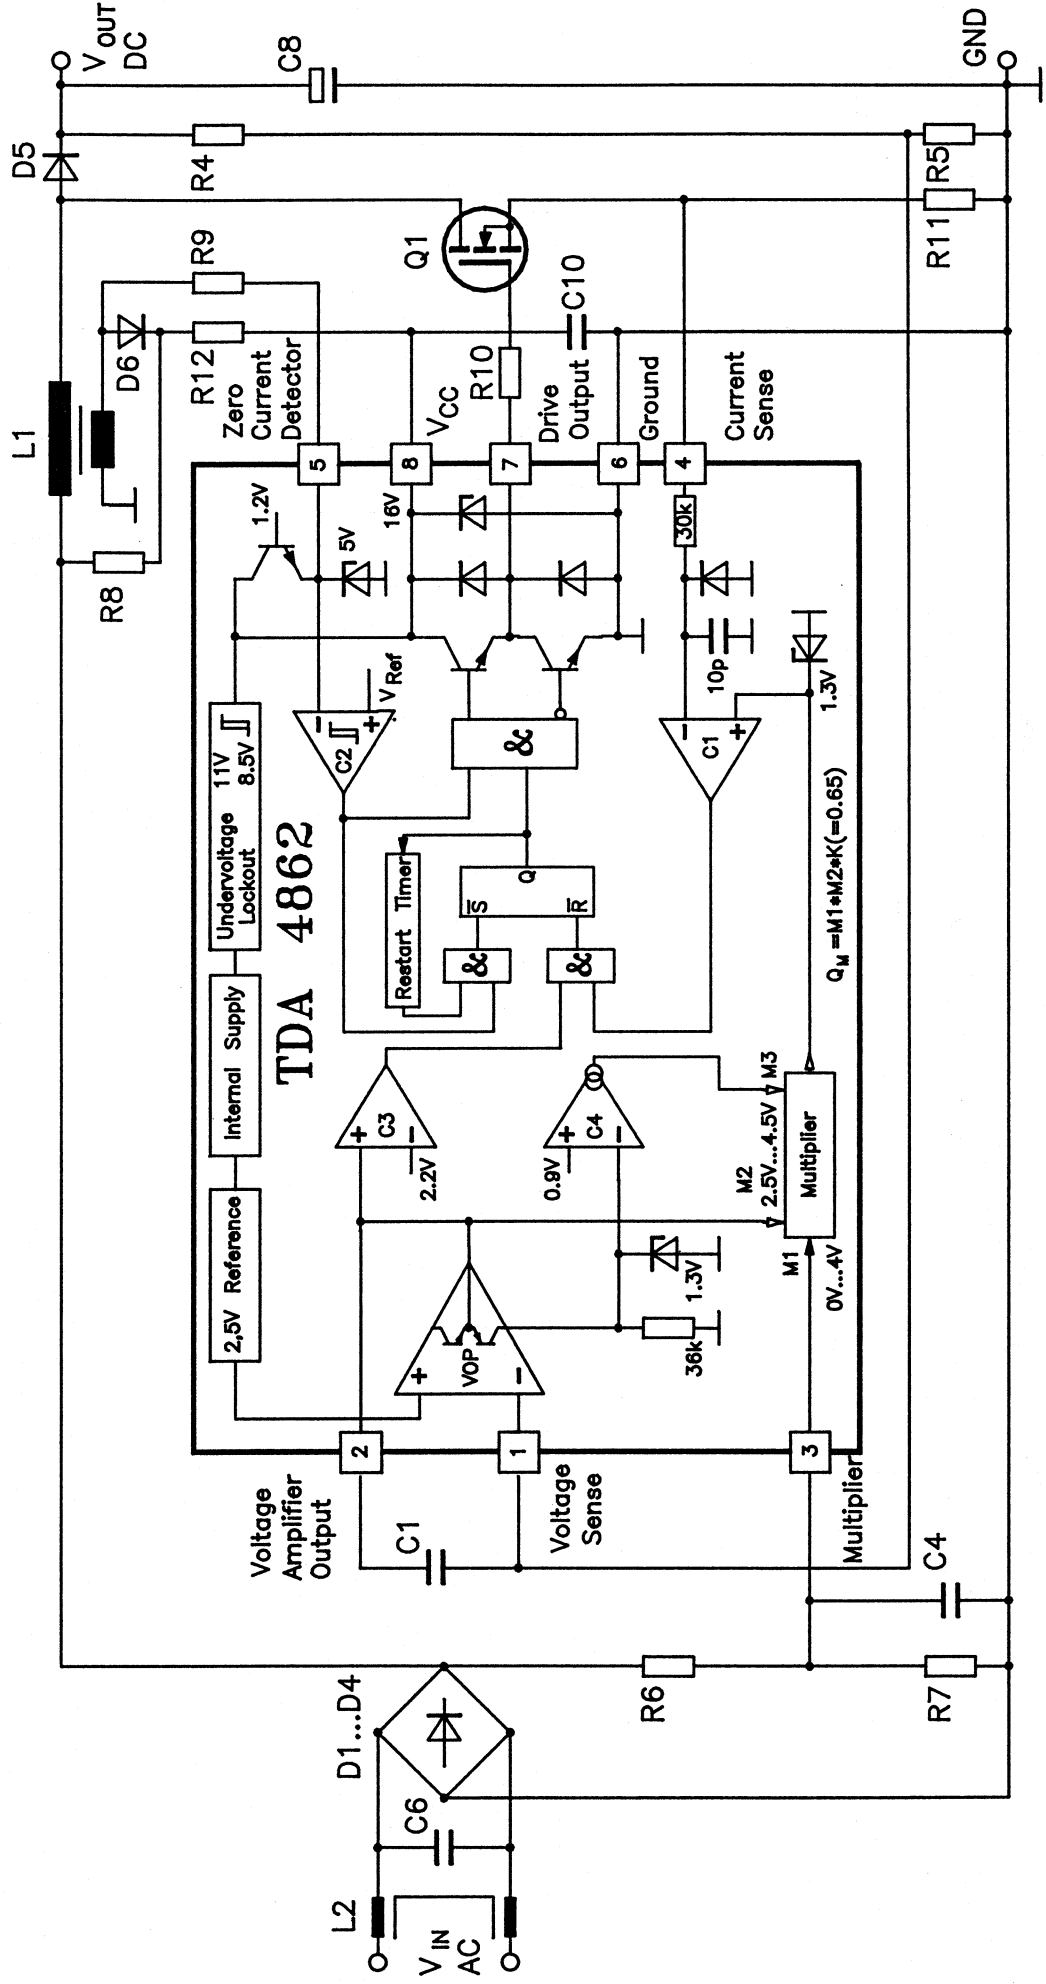 V IN
AC
L2
C6
D1...D4
R6
R7
C4
C1
Voltage
Amplifier
Output
Voltage
Sense
Multiplier
2
1
3
2,5V Reference
Internal Supply
Undervoltage 11V
Lockout 8.5V
TDA 4862
+
VOP
−
36k
1.3V
+
C3
−
2.2V
0.9V
+
C4
−
M1
0V...4V
M2
2.5V...4.5V
M3
Multiplier
QM =M1*M2*K(=0.65)
Restart Timer
&
&
S
R
Q
&
C2
−
+
V Ref
C1
−
+
1.3V
10p
30k
1.2V
5V
16V
5
8
7
6
4
Zero
Current
Detector
VCC
Drive
Output
Ground
Current
Sense
R8
L1
D6
R12
R9
R10
C10
Q1
D5
R4
R11
R5
C8
V OUT
DC
GND